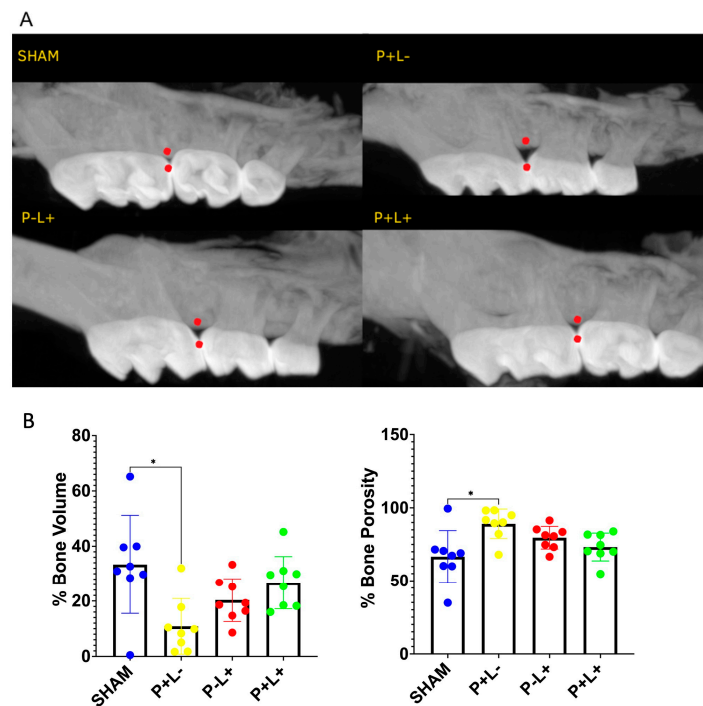 A
SHAM
P+L-
P-L+
P+L+
B
80
60
40
20
0
% Bone Volume
*
SHAM
P+L-
P-L+
P+L+
150
100
50
0
% Bone Porosity
*
SHAM
P+L-
P-L+
P+L+